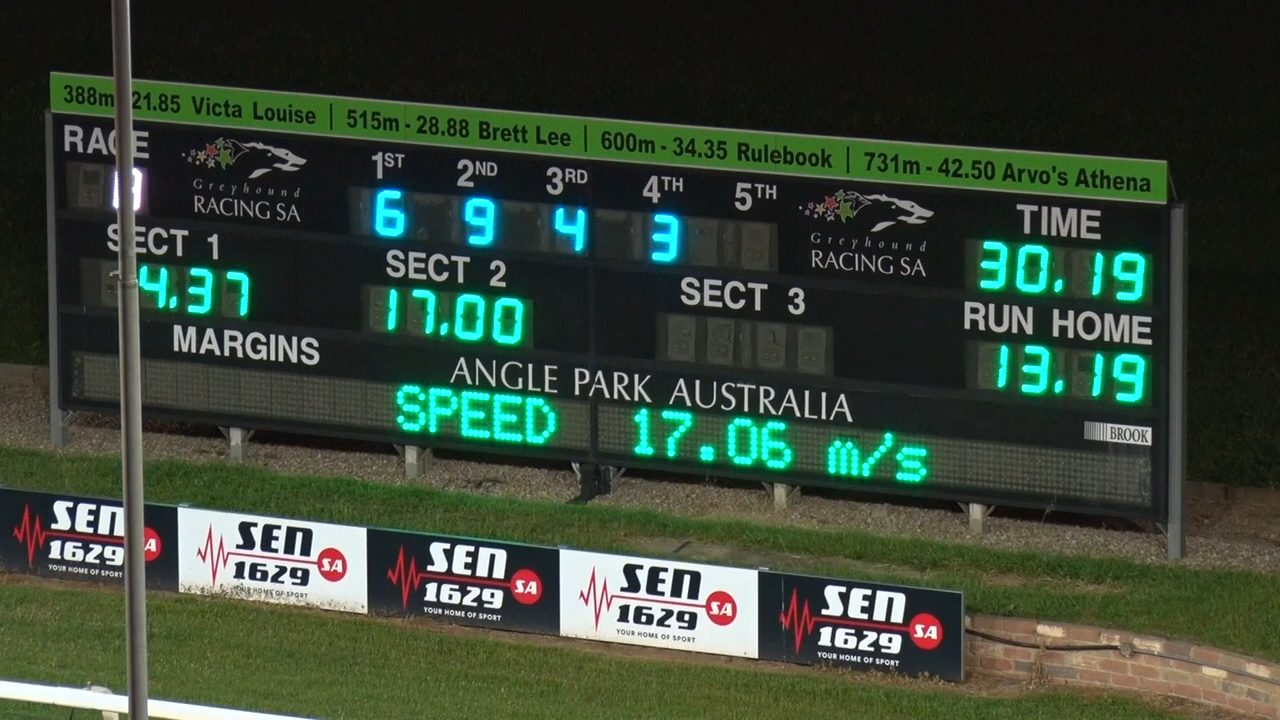 388m 21.85 Victa Louise | 515m - 28.88 Brett Lee | 600m - 34.35 Rulebook | 731m - 42.50 Arvo's Athena
RACE
Greyhound
RACING SA
1ST 2ND 3RD 4TH 5TH
6 9 4 3
Greyhound
RACING SA
TIME
30.19
SECT 1
4.37
SECT 2
17.00
SECT 3
RUN HOME
13.19
MARGINS
ANGLE PARK AUSTRALIA
SPEED 17.06 m/s
BROOK
SEN
1629 SA
YOUR HOME OF SPORT
SEN
1629 SA
YOUR HOME OF SPORT
SEN
1629 SA
YOUR HOME OF SPORT
SEN
1629 SA
YOUR HOME OF SPORT
SEN
1629 SA
YOUR HOME OF SPORT